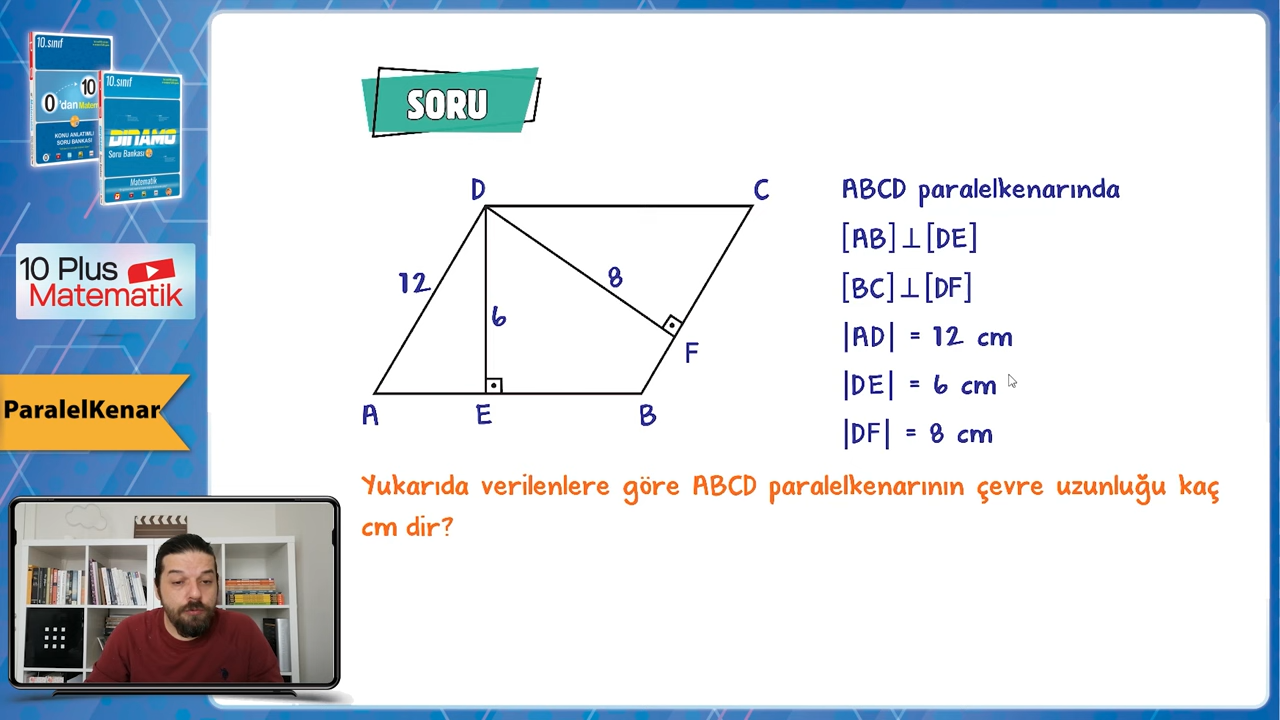 10.sınıf
0'dan
10
Matem
KONU ANLATIMLI
SORU BANKASI
10.sınıf
DİNAMO
Soru Bankası
Matematik
10 Plus
Matematik
ParalelKenar
SORU
D
C
12
8
6
F
A
E
B
ABCD paralelkenarında
[AB]⊥[DE]
[BC]⊥[DF]
|AD| = 12 cm
|DE| = 6 cm
|DF| = 8 cm
Yukarıda verilenlere göre ABCD paralelkenarının çevre uzunluğu kaç
cm dir?